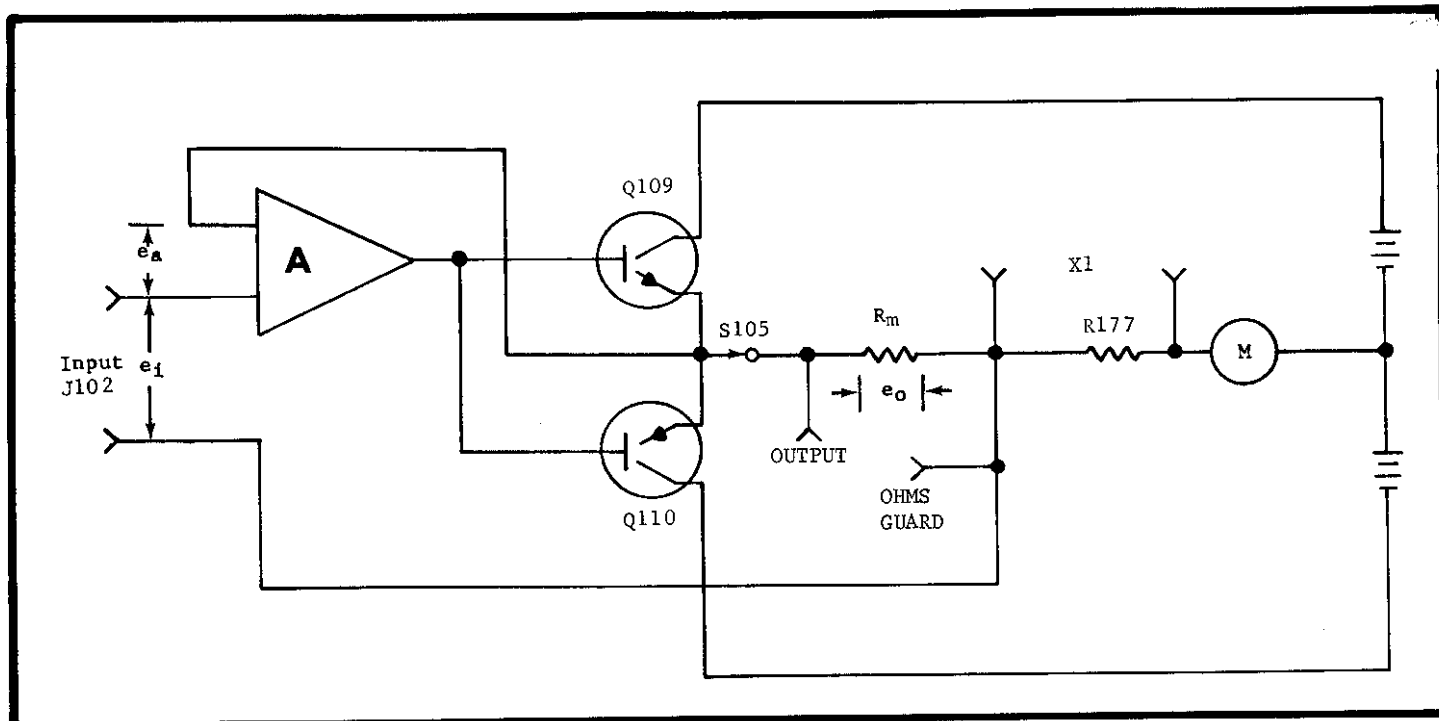 Q109
X1
e_a
A
S105
R_m
R177
M
Input
J102
e_i
e_o
OUTPUT
OHMS
GUARD
Q110